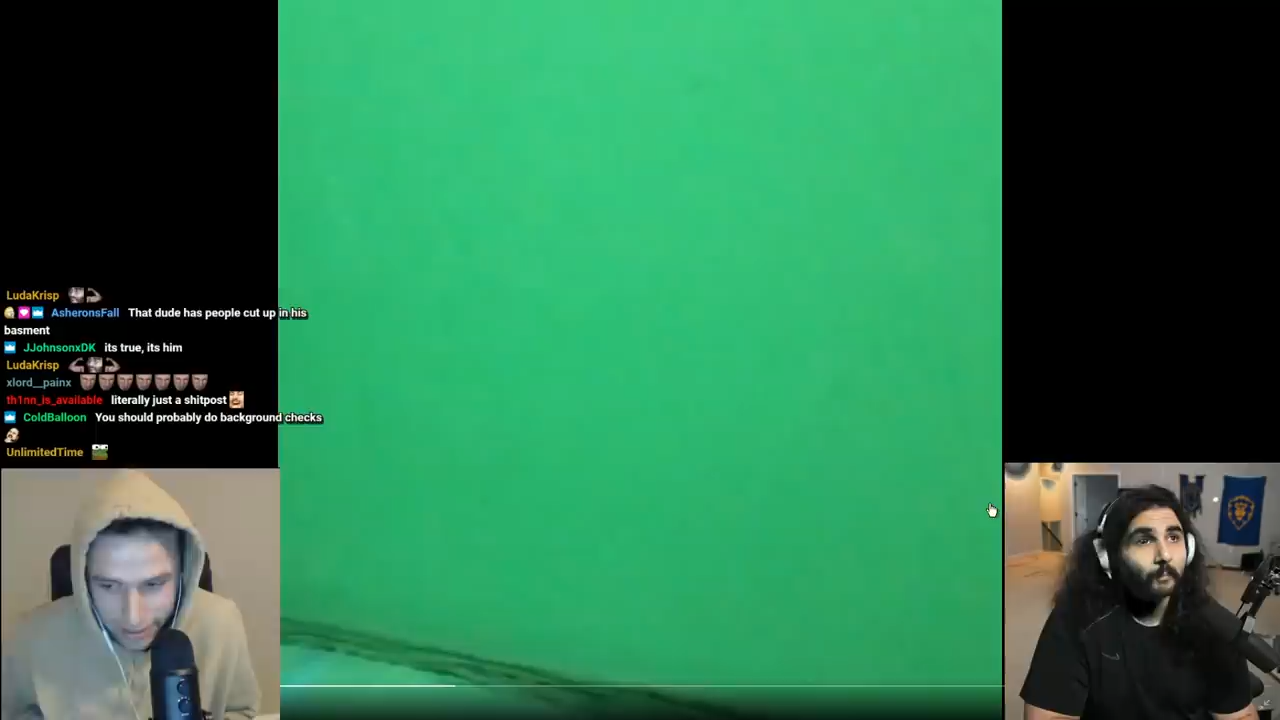 LudaKrisp
AsheronsFall That dude has people cut up in his
basment
JJohnsonxDK its true, its him
LudaKrisp
xlord__painx
th1nn_is_available literally just a shitpost
ColdBalloon You should probably do background checks
UnlimitedTime